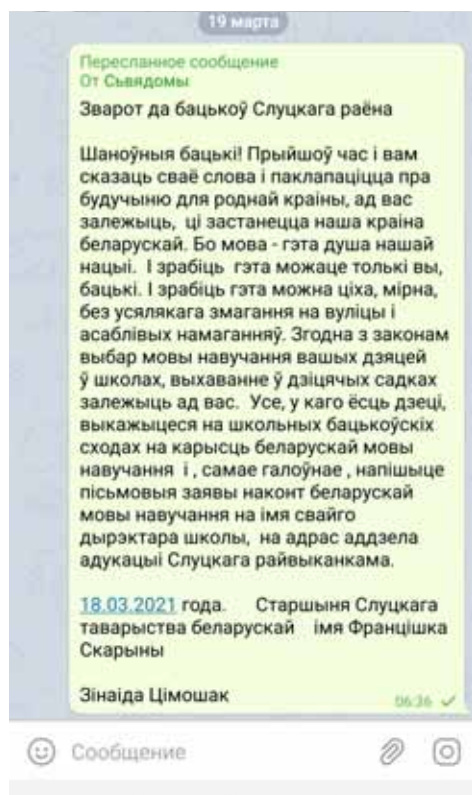 19 марта
Пересланное сообщение
От Сьвядомы
Зварот да бацькоў Слуцкага раёна
Шаноўныя бацькі! Прыйшоў час і вам
сказаць сваё слова і паклапаціцца пра
будучыню для роднай краіны, ад вас
залежыць, ці застанецца наша краіна
беларускай. Бо мова - гэта душа нашай
нацыі. І зрабіць гэта можаце толькі вы,
бацькі. І зрабіць гэта можна ціха, мірна,
без усялякага змагання на вуліцы і
асаблівых намаганняў. Згодна з законам
выбар мовы навучання вашых дзяцей
ў школах, выхаванне ў дзіцячых садках
залежыць ад вас. Усе, у каго ёсць дзеці,
выкажыцеся на школьных бацькоўскіх
сходах на карысць беларускай мовы
навучання і , самае галоўнае , напішыце
пісьмовыя заявы наконт беларускай
мовы навучання на імя свайго
дырэктара школы, на адрас аддзела
адукацыі Слуцкага райвыканкама.
18.03.2021 года. Старшыня Слуцкага
таварыства беларускай імя Францішка
Скарыны
Зінаіда Цімошак
06:36
Сообщение